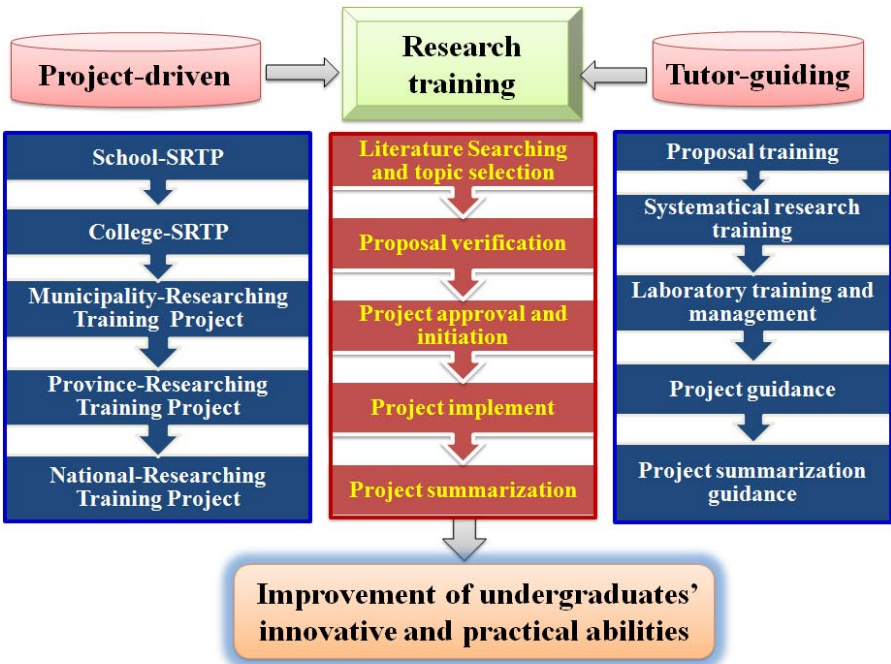 Project-driven
Research
training
Tutor-guiding
School-SRTP
College-SRTP
Municipality-Researching
Training Project
Province-Researching
Training Project
National-Researching
Training Project
Literature Searching
and topic selection
Proposal verification
Project approval and
initiation
Project implement
Project summarization
Proposal training
Systematical research
training
Laboratory training and
management
Project guidance
Project summarization
guidance
Improvement of undergraduates’
innovative and practical abilities